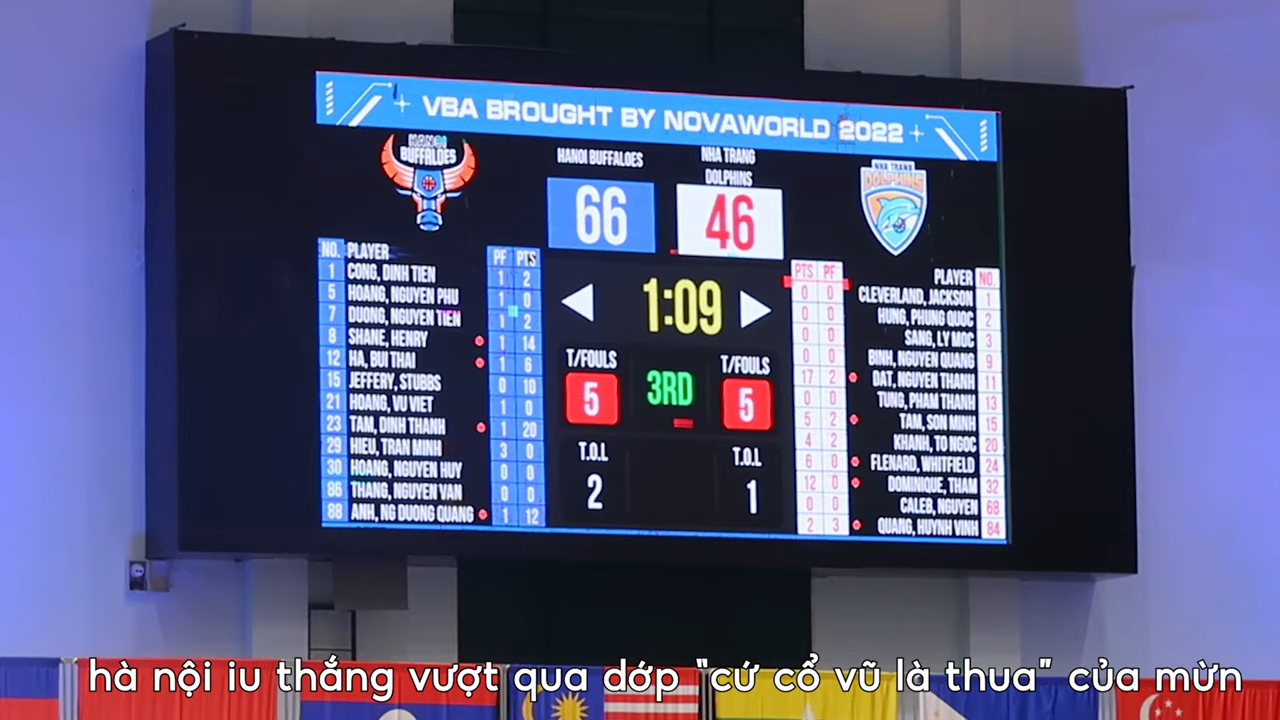 VBA BROUGHT BY NOVAWORLD 2022
HANOI BUFFALOES
HANOI BUFFALOES
66
NHA TRANG DOLPHINS
46
NHA TRANG DOLPHINS
NO. PLAYER PF PTS
1 CONG, DINH TIEN 1 2
5 HOANG, NGUYEN PHU 1 0
7 DUONG, NGUYEN TIEN 1 2
8 SHANE, HENRY 1 14
12 HA, BUI THAI 1 6
15 JEFFERY, STUBBS 0 10
21 HOANG, VU VIET 1 0
23 TAM, DINH THANH 1 20
29 HIEU, TRAN MINH 3 0
30 HOANG, NGUYEN HUY 0 0
86 THANG, NGUYEN VAN 0 0
88 ANH, NG DUONG QUANG 1 12
1:09
T/FOULS
5
3RD
T/FOULS
5
T.O.L
2
T.O.L
1
PTS PF PLAYER NO.
0 0 CLEVERLAND, JACKSON 1
0 0 HUNG, PHUNG QUOC 2
0 0 SANG, LY MOC 3
0 0 BINH, NGUYEN QUANG 9
17 2 DAT, NGUYEN THANH 11
0 0 TUNG, PHAM THANH 13
5 2 TAM, SON MINH 15
4 2 KHANH, TO NGOC 20
6 0 FLENARD, WHITFIELD 24
12 0 DOMINIQUE, THAM 32
0 0 CALEB, NGUYEN 68
2 3 QUANG, HUYNH VINH 84
hà nội iu thắng vượt qua dớp "cứ cổ vũ là thua" của mừn